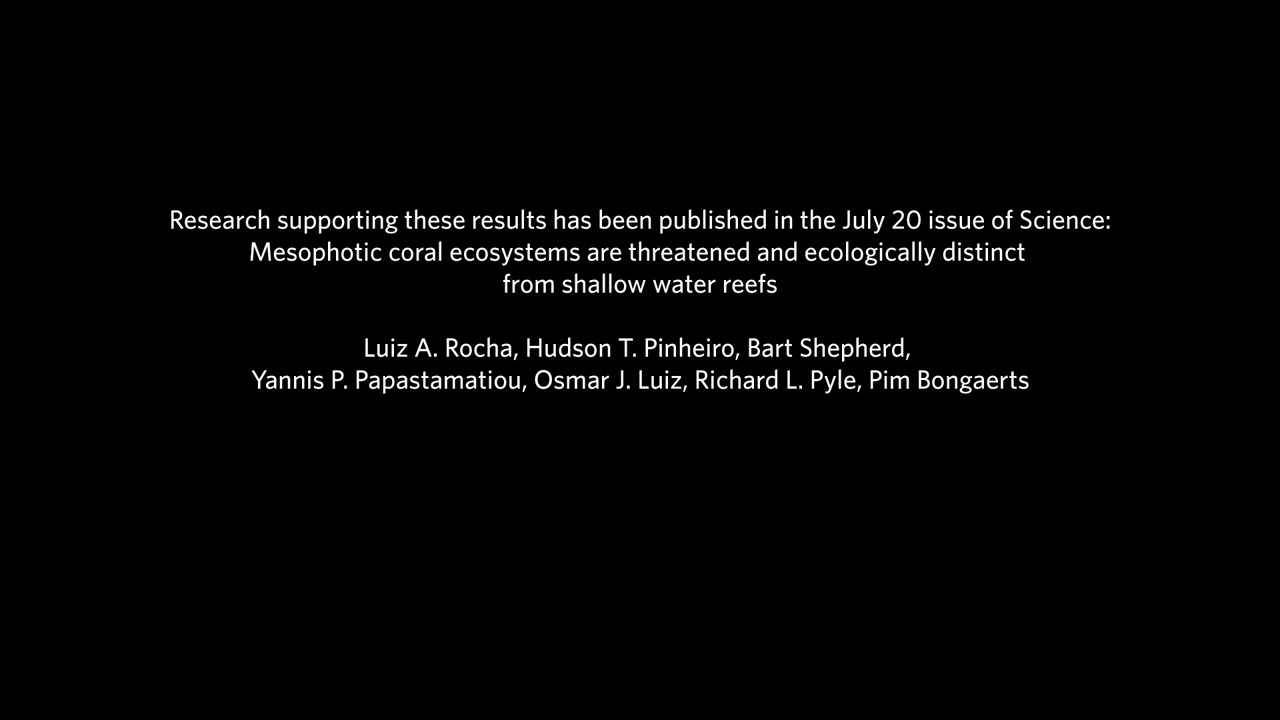 Research supporting these results has been published in the July 20 issue of Science:
Mesophotic coral ecosystems are threatened and ecologically distinct
from shallow water reefs
Luiz A. Rocha, Hudson T. Pinheiro, Bart Shepherd,
Yannis P. Papastamatiou, Osmar J. Luiz, Richard L. Pyle, Pim Bongaerts